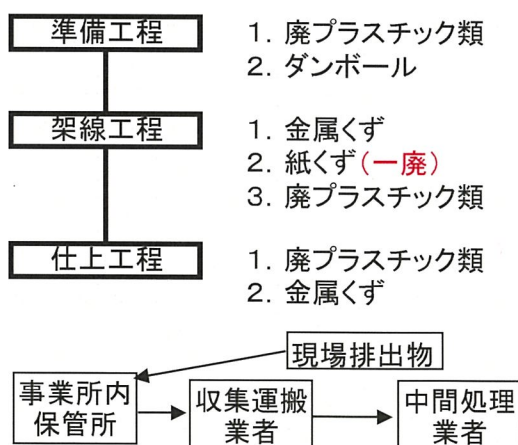 準備工程
1. 廃プラスチック類
2. ダンボール
架線工程
1. 金属くず
2. 紙くず(一廃)
3. 廃プラスチック類
仕上工程
1. 廃プラスチック類
2. 金属くず
現場排出物
事業所内
保管所
収集運搬
業者
中間処理
業者